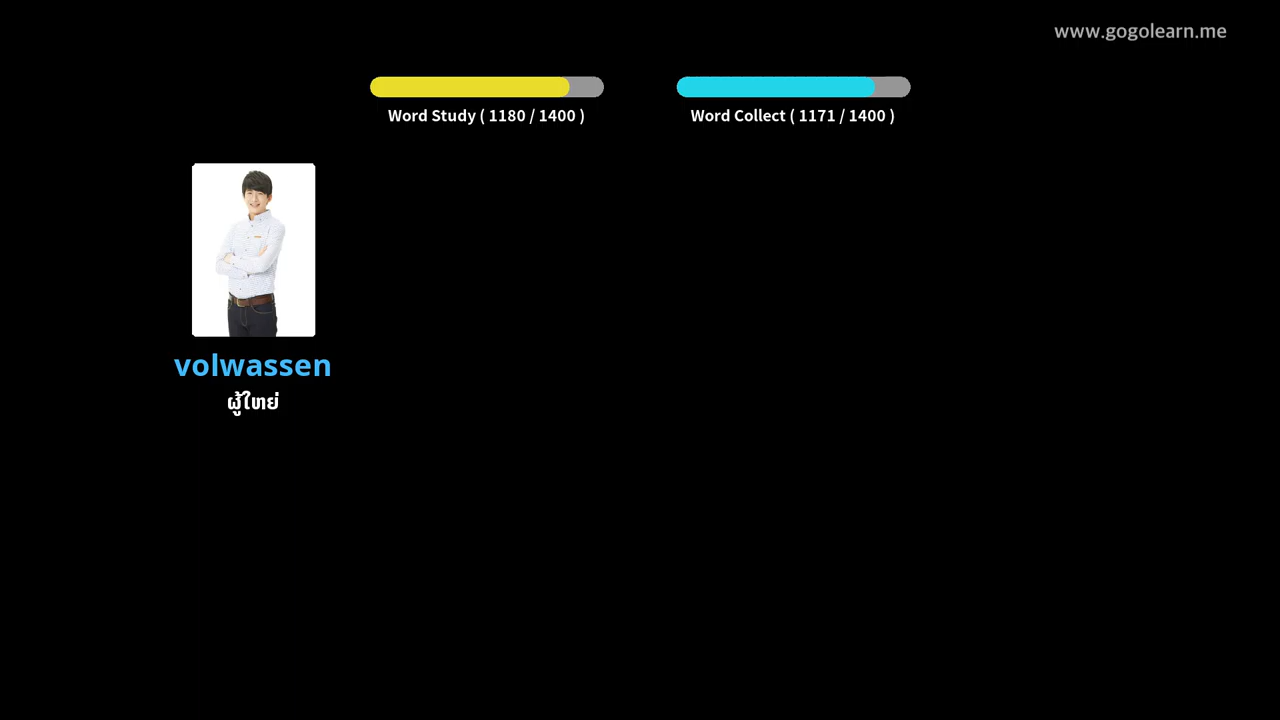 www.gogolearn.me
Word Study ( 1180 / 1400 )
Word Collect ( 1171 / 1400 )
volwassen
ຜູ້ໃຫຍ່